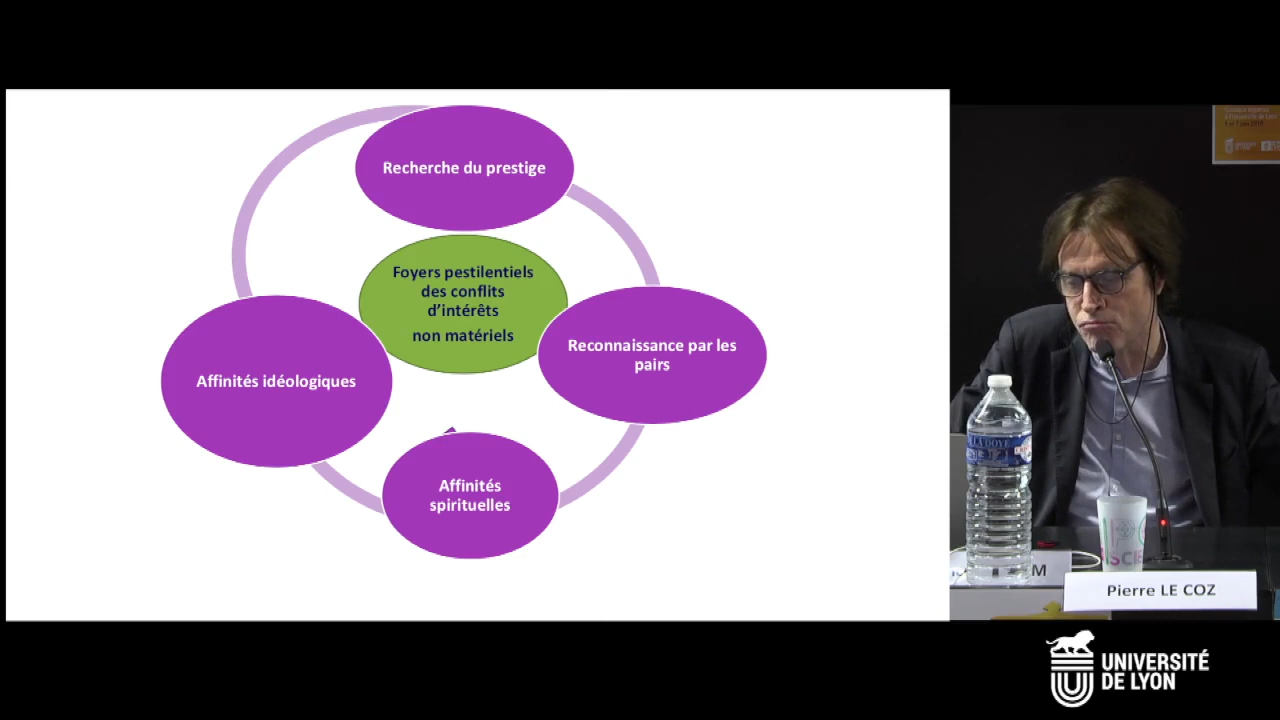 Recherche du prestige
Foyers pestilentiels
des conflits
d'intérêts
non matériels
Reconnaissance par les
pairs
Affinités idéologiques
Affinités
spirituelles
Pierre LE COZ
UNIVERSITÉ
DE LYON